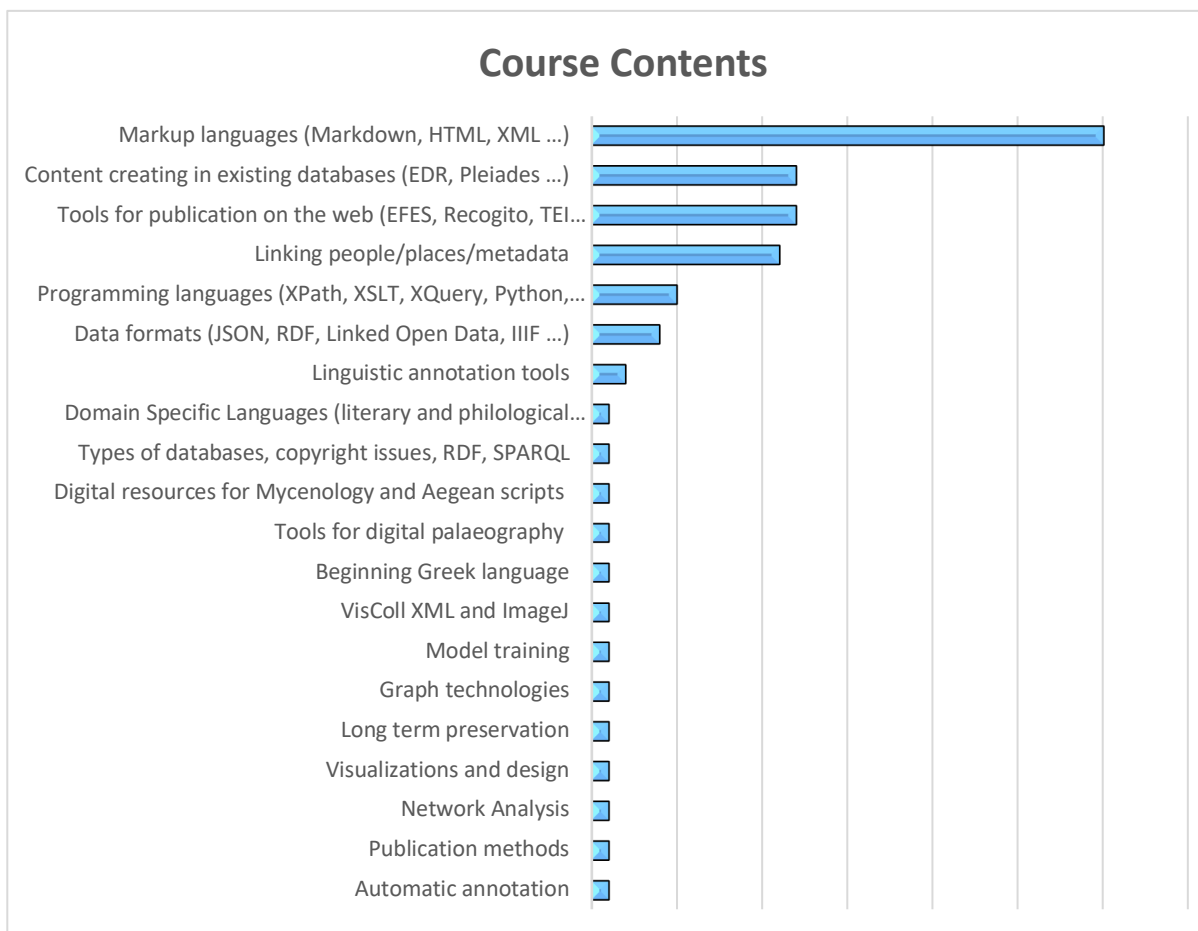 Course Contents
Markup languages (Markdown, HTML, XML …)
Content creating in existing databases (EDR, Pleiades …)
Tools for publication on the web (EFES, Recogito, TEI…
Linking people/places/metadata
Programming languages (XPath, XSLT, XQuery, Python,…
Data formats (JSON, RDF, Linked Open Data, IIIF …)
Linguistic annotation tools
Domain Specific Languages (literary and philological…
Types of databases, copyright issues, RDF, SPARQL
Digital resources for Mycenology and Aegean scripts
Tools for digital palaeography
Beginning Greek language
VisColl XML and ImageJ
Model training
Graph technologies
Long term preservation
Visualizations and design
Network Analysis
Publication methods
Automatic annotation